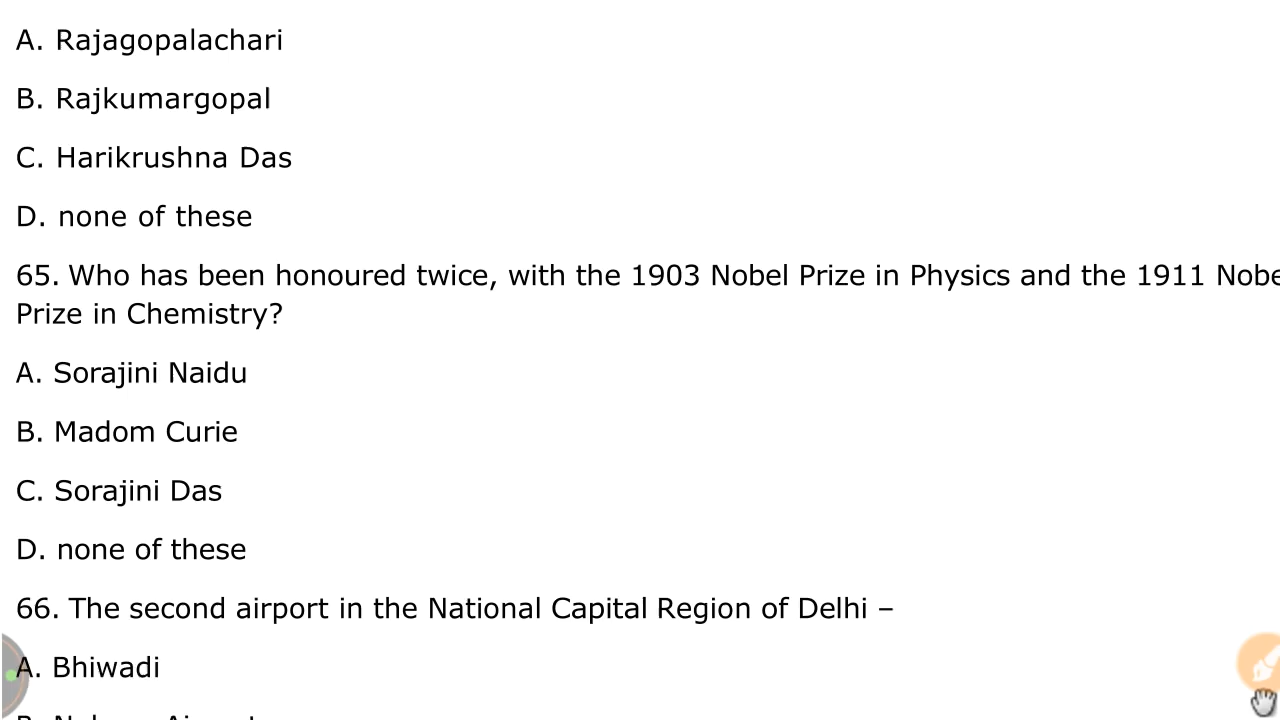 A. Rajagopalachari
B. Rajkumargopal
C. Harikrushna Das
D. none of these
65. Who has been honoured twice, with the 1903 Nobel Prize in Physics and the 1911 Nobe
Prize in Chemistry?
A. Sorajini Naidu
B. Madom Curie
C. Sorajini Das
D. none of these
66. The second airport in the National Capital Region of Delhi –
A. Bhiwadi